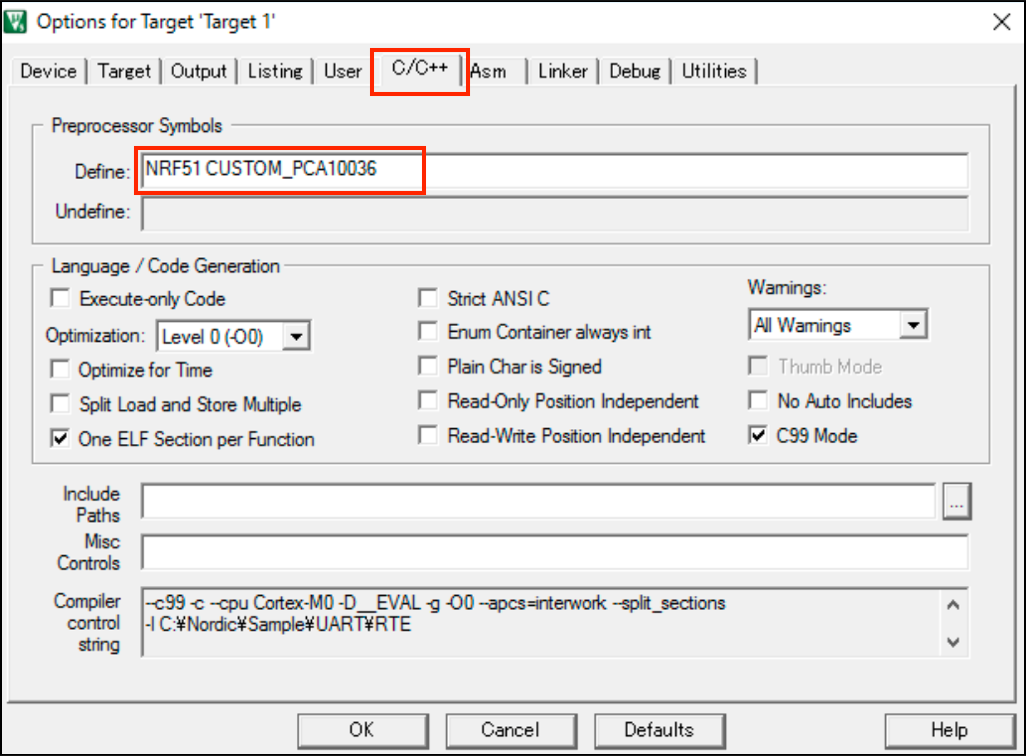 Options for Target 'Target 1'
Device Target Output Listing User C/C++ Asm Linker Debug Utilities
Preprocessor Symbols
Define: NRF51 CUSTOM_PCA10036
Undefine:
Language / Code Generation
Execute-only Code
Optimization: Level 0 (-O0)
Optimize for Time
Split Load and Store Multiple
One ELF Section per Function
Strict ANSI C
Enum Container always int
Plain Char is Signed
Read-Only Position Independent
Read-Write Position Independent
Warnings:
All Warnings
Thumb Mode
No Auto Includes
C99 Mode
Include
Paths
...
Misc
Controls
Compiler
control
string
--c99 -c --cpu Cortex-M0 -D__EVAL -g -O0 --apcs=interwork --split_sections
-I C:¥Nordic¥Sample¥UART¥RTE
OK Cancel Defaults Help